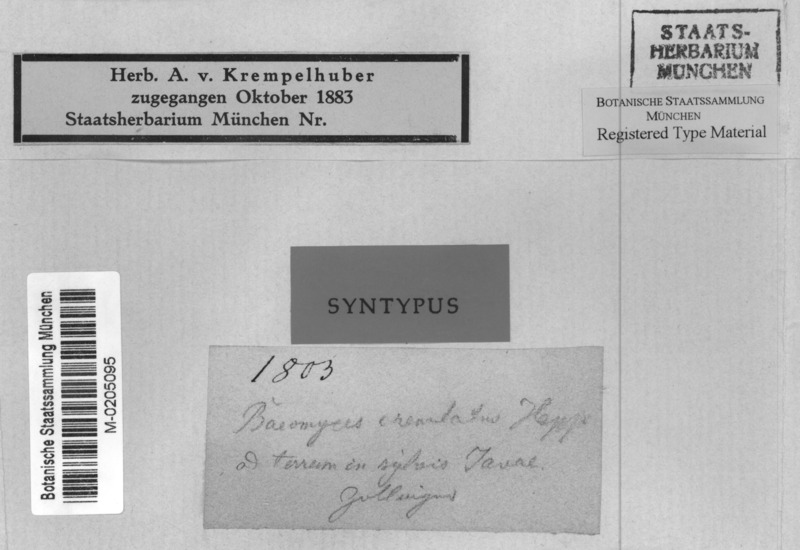 Herb. A. v. Krempelhuber
zugegangen Oktober 1883
Staatsherbarium München Nr.
STAATS-
HERBARIUM
MÜNCHEN
BOTANISCHE STAATSSAMMLUNG
MÜNCHEN
Registered Type Material
SYNTYPUS
Botanische Staatssammlung München
M-0205095
1803
Baeomyces crenulatus Hepp
ad terram in sylvis Javae.
Zollinger